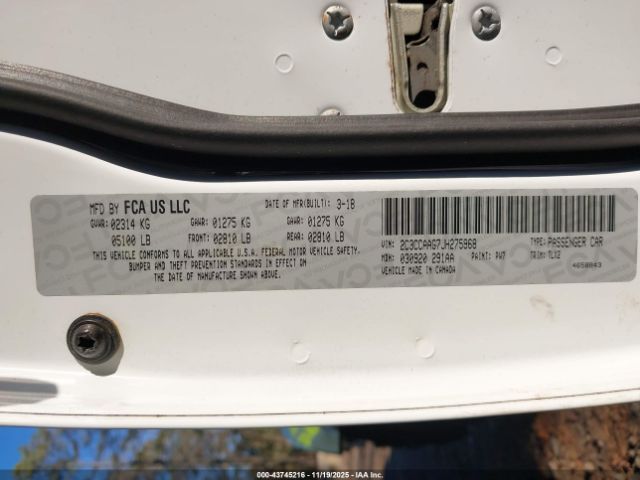 MFD BY FCA US LLC DATE OF MFR(BUILT): 3-18
GVWR: 02314 KG GAWR: 01275 KG GAWR: 01275 KG
05100 LB FRONT: 02810 LB REAR: 02810 LB
THIS VEHICLE CONFORMS TO ALL APPLICABLE U.S.A. FEDERAL MOTOR VEHICLE SAFETY,
BUMPER AND THEFT PREVENTION STANDARDS IN EFFECT ON
THE DATE OF MANUFACTURE SHOWN ABOVE.
VIN: 2C3CCAAG7JH275968 TYPE: PASSENGER CAR
MDH: 030920 291AA PAINT: PW7 TRIM: TLX2
VEHICLE MADE IN CANADA 4658843
000-43745216 - 11/19/2025 - IAA Inc.